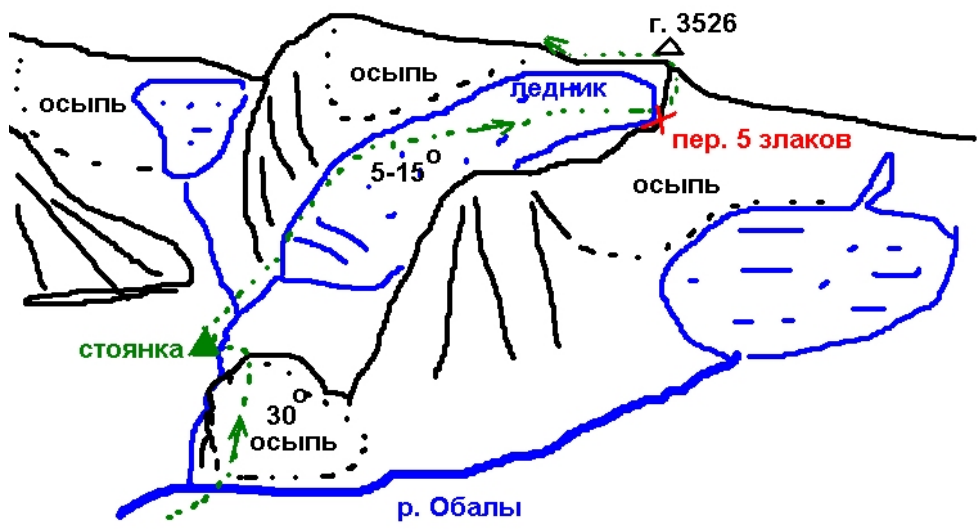 г. 3526
осыпь
осыпь
ледник
пер. 5 злаков
5-15°
осыпь
стоянка
30°
осыпь
р. Обалы